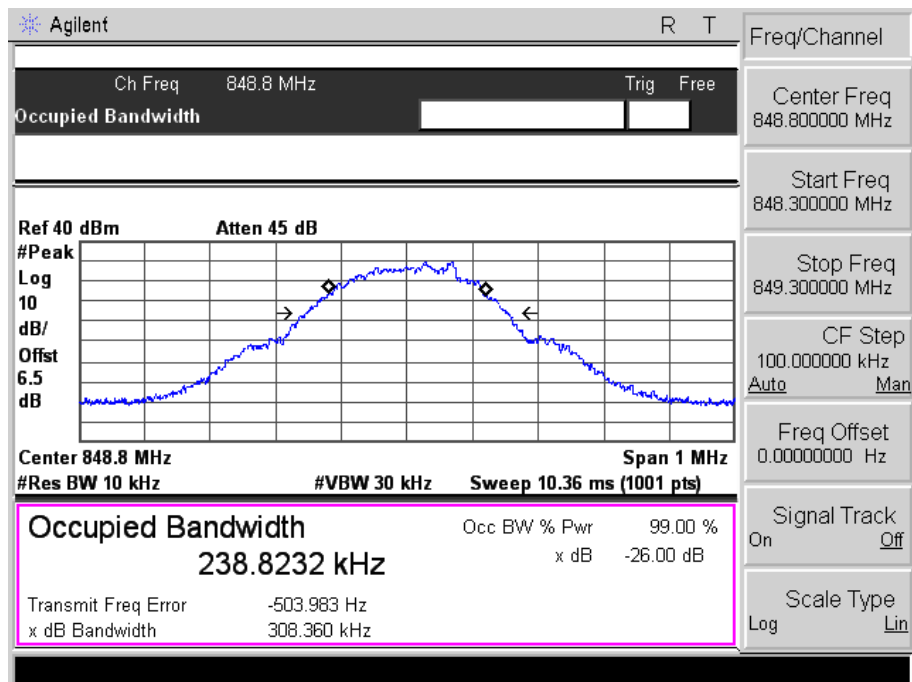 Agilent R T
Ch Freq 848.8 MHz Trig Free
Occupied Bandwidth
Ref 40 dBm Atten 45 dB
#Peak
Log
10
dB/
Offst
6.5
dB
Center 848.8 MHz Span 1 MHz
#Res BW 10 kHz #VBW 30 kHz Sweep 10.36 ms (1001 pts)
Occupied Bandwidth Occ BW % Pwr 99.00 %
238.8232 kHz x dB -26.00 dB
Transmit Freq Error -503.983 Hz
x dB Bandwidth 308.360 kHz
Freq/Channel
Center Freq
848.800000 MHz
Start Freq
848.300000 MHz
Stop Freq
849.300000 MHz
CF Step
100.000000 kHz
Auto Man
Freq Offset
0.00000000 Hz
Signal Track
On Off
Scale Type
Log Lin